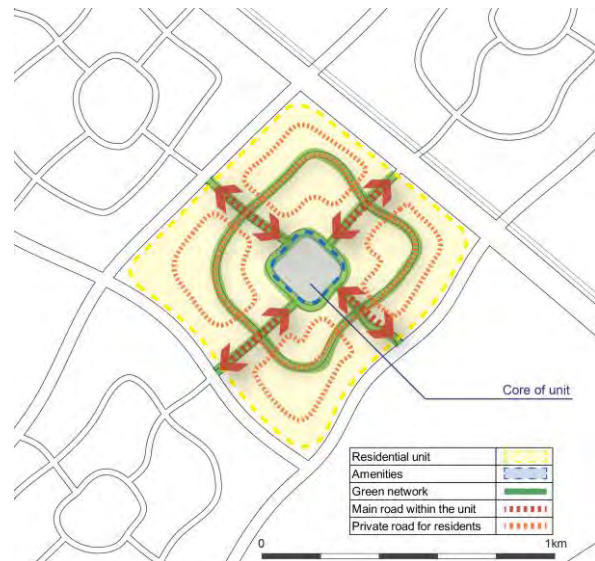 Core of unit
Residential unit
Amenities
Green network
Main road within the unit
Private road for residents
0 1km